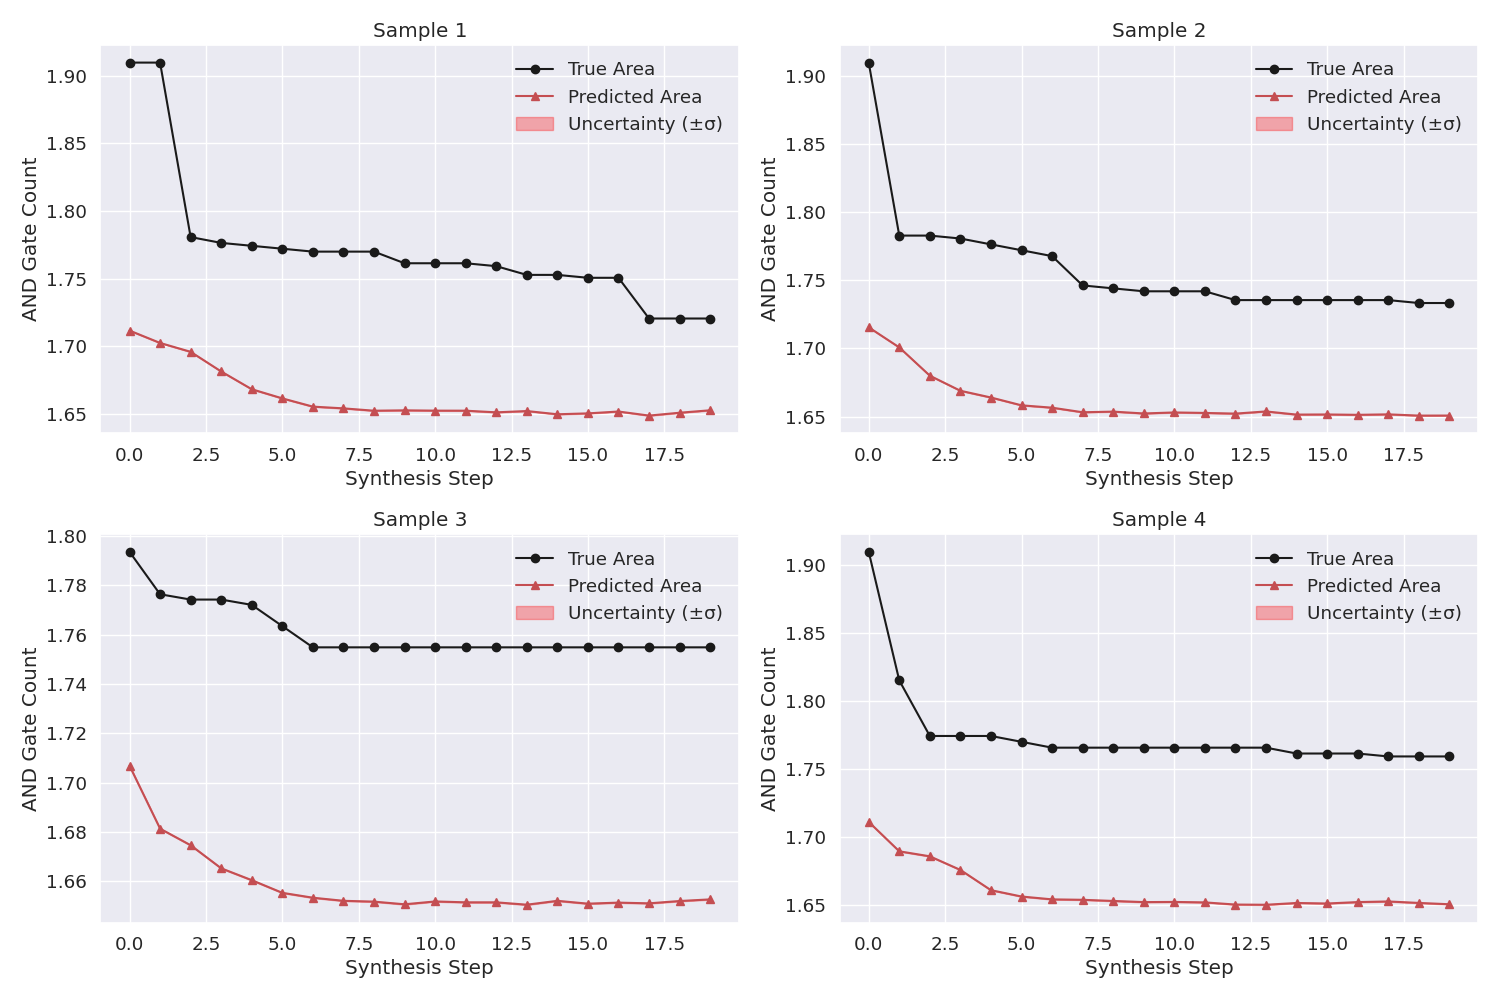 Sample 1
True Area
Predicted Area
Uncertainty (±σ)
AND Gate Count
1.90
1.85
1.80
1.75
1.70
1.65
0.0 2.5 5.0 7.5 10.0 12.5 15.0 17.5
Synthesis Step
Sample 2
True Area
Predicted Area
Uncertainty (±σ)
AND Gate Count
1.90
1.85
1.80
1.75
1.70
1.65
0.0 2.5 5.0 7.5 10.0 12.5 15.0 17.5
Synthesis Step
Sample 3
True Area
Predicted Area
Uncertainty (±σ)
AND Gate Count
1.80
1.78
1.76
1.74
1.72
1.70
1.68
1.66
0.0 2.5 5.0 7.5 10.0 12.5 15.0 17.5
Synthesis Step
Sample 4
True Area
Predicted Area
Uncertainty (±σ)
AND Gate Count
1.90
1.85
1.80
1.75
1.70
1.65
0.0 2.5 5.0 7.5 10.0 12.5 15.0 17.5
Synthesis Step